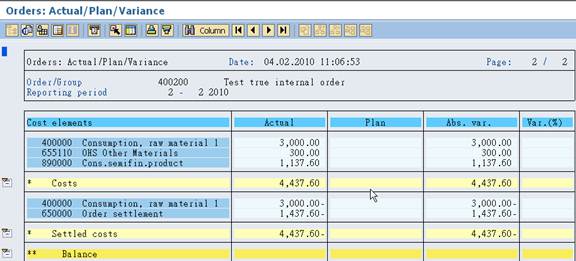 Orders: Actual/Plan/Variance
Column
Orders: Actual/Plan/Variance Date: 04.02.2010 11:06:53 Page: 2 / 2
Order/Group 400200 Test true internal order
Reporting period 2 - 2 2010
Cost elements Actual Plan Abs. var. Var.(%)
400000 Consumption, raw material 1 3,000.00 3,000.00
655110 OHS Other Materials 300.00 300.00
890000 Cons.semifin.product 1,137.60 1,137.60
* Costs 4,437.60 4,437.60
400000 Consumption, raw material 1 3,000.00- 3,000.00-
650000 Order settlement 1,437.60- 1,437.60-
* Settled costs 4,437.60- 4,437.60-
** Balance